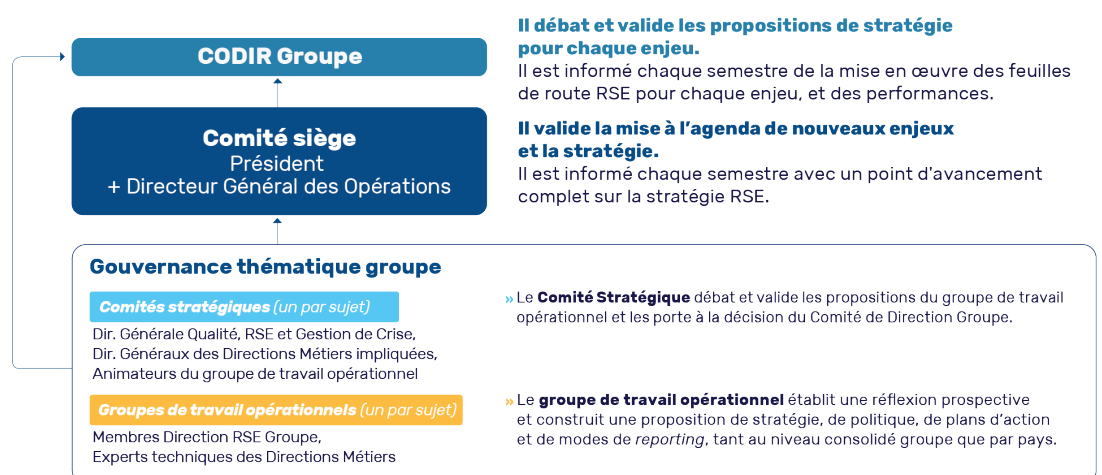 CODIR Groupe
Il débat et valide les propositions de stratégie
pour chaque enjeu.
Il est informé chaque semestre de la mise en œuvre des feuilles
de route RSE pour chaque enjeu, et des performances.
Comité siège
Président
+ Directeur Général des Opérations
Il valide la mise à l’agenda de nouveaux enjeux
et la stratégie.
Il est informé chaque semestre avec un point d'avancement
complet sur la stratégie RSE.
Gouvernance thématique groupe
Comités stratégiques (un par sujet)
Dir. Générale Qualité, RSE et Gestion de Crise,
Dir. Généraux des Directions Métiers impliquées,
Animateurs du groupe de travail opérationnel
» Le Comité Stratégique débat et valide les propositions du groupe de travail
opérationnel et les porte à la décision du Comité de Direction Groupe.
Groupes de travail opérationnels (un par sujet)
Membres Direction RSE Groupe,
Experts techniques des Directions Métiers
» Le groupe de travail opérationnel établit une réflexion prospective
et construit une proposition de stratégie, de politique, de plans d’action
et de modes de reporting, tant au niveau consolidé groupe que par pays.